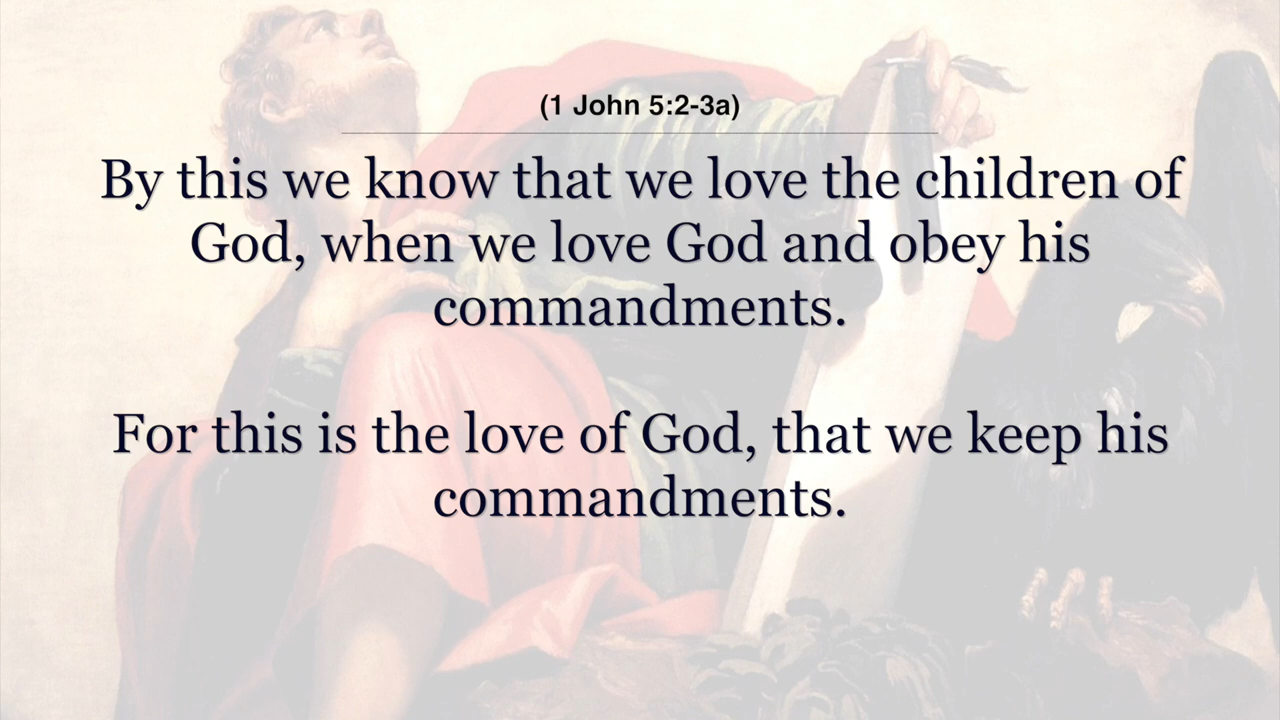 (1 John 5:2-3a)
By this we know that we love the children of
God, when we love God and obey his
commandments.
For this is the love of God, that we keep his
commandments.